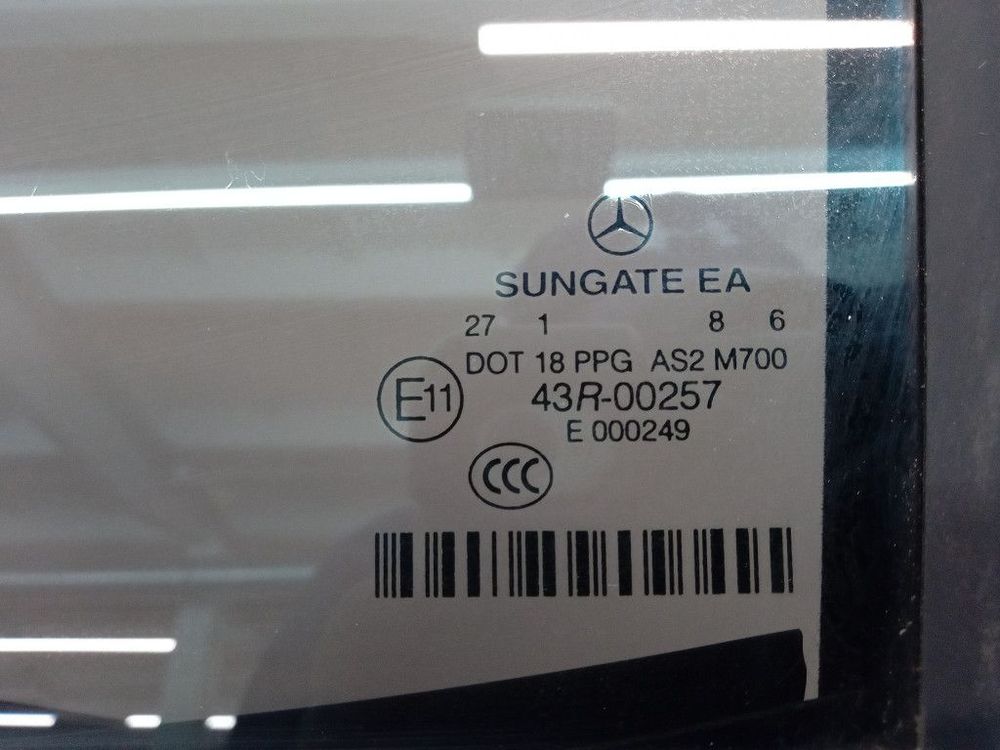 SUNGATE EA
27 1 8 6
DOT 18 PPG AS2 M700
E11 43R-00257
E 000249
CCC